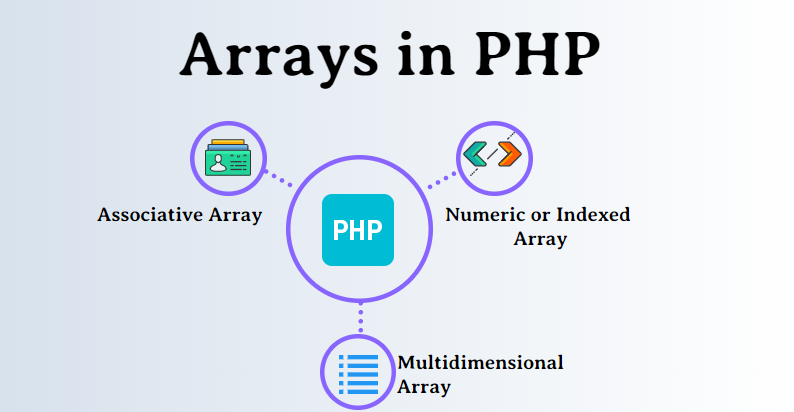 Arrays in PHP
Associative Array
PHP
Numeric or Indexed
Array
Multidimensional
Array